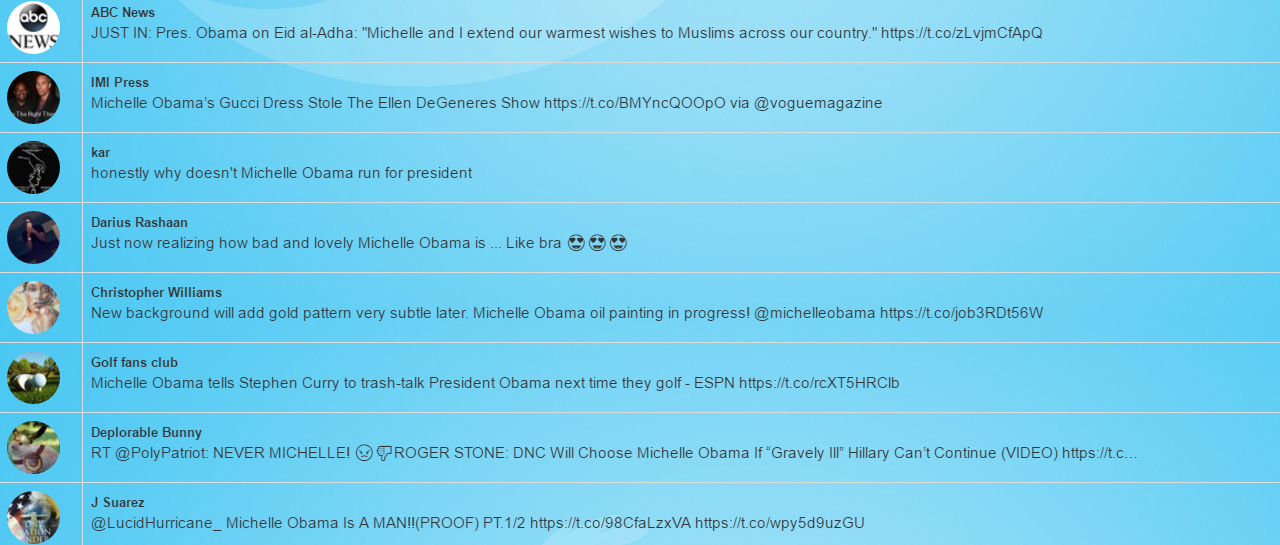 abc
NEWS
ABC News
JUST IN: Pres. Obama on Eid al-Adha: "Michelle and I extend our warmest wishes to Muslims across our country." https://t.co/zLvjmCfApQ
IMI Press
Michelle Obama’s Gucci Dress Stole The Ellen DeGeneres Show https://t.co/BMYncQOOpO via @voguemagazine
The Right Thi
kar
honestly why doesn't Michelle Obama run for president
Darius Rashaan
Just now realizing how bad and lovely Michelle Obama is ... Like bra 😍😍😍
Christopher Williams
New background will add gold pattern very subtle later. Michelle Obama oil painting in progress! @michelleobama https://t.co/job3RDt56W
Golf fans club
Michelle Obama tells Stephen Curry to trash-talk President Obama next time they golf - ESPN https://t.co/rcXT5HRClb
Deplorable Bunny
RT @PolyPatriot: NEVER MICHELLE! 😡👎ROGER STONE: DNC Will Choose Michelle Obama If “Gravely Ill” Hillary Can’t Continue (VIDEO) https://t.c…
J Suarez
@LucidHurricane_ Michelle Obama Is A MAN!!(PROOF) PT.1/2 https://t.co/98CfaLzxVA https://t.co/wpy5d9uzGU